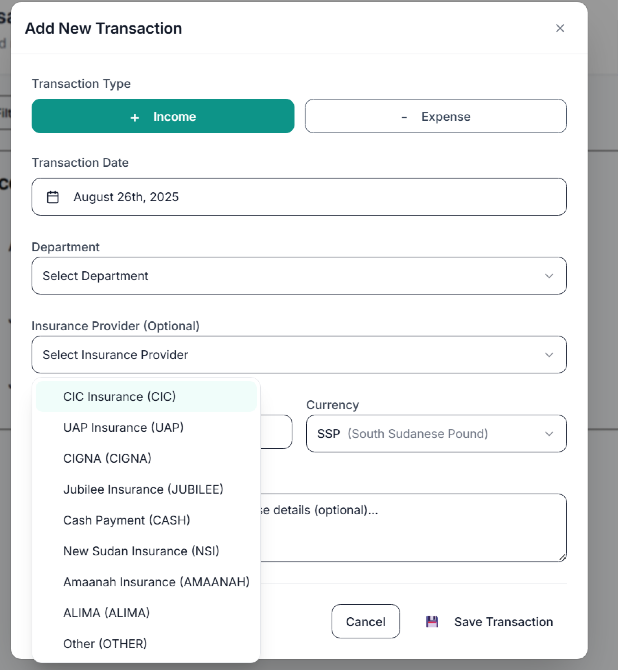 Add New Transaction
Transaction Type
+ Income
- Expense
Transaction Date
August 26th, 2025
Department
Select Department
Insurance Provider (Optional)
Select Insurance Provider
CIC Insurance (CIC)
UAP Insurance (UAP)
CIGNA (CIGNA)
Jubilee Insurance (JUBILEE)
Cash Payment (CASH)
New Sudan Insurance (NSI)
Amaanah Insurance (AMAANAH)
ALIMA (ALIMA)
Other (OTHER)
Currency
SSP (South Sudanese Pound)
details (optional)...
Cancel
Save Transaction